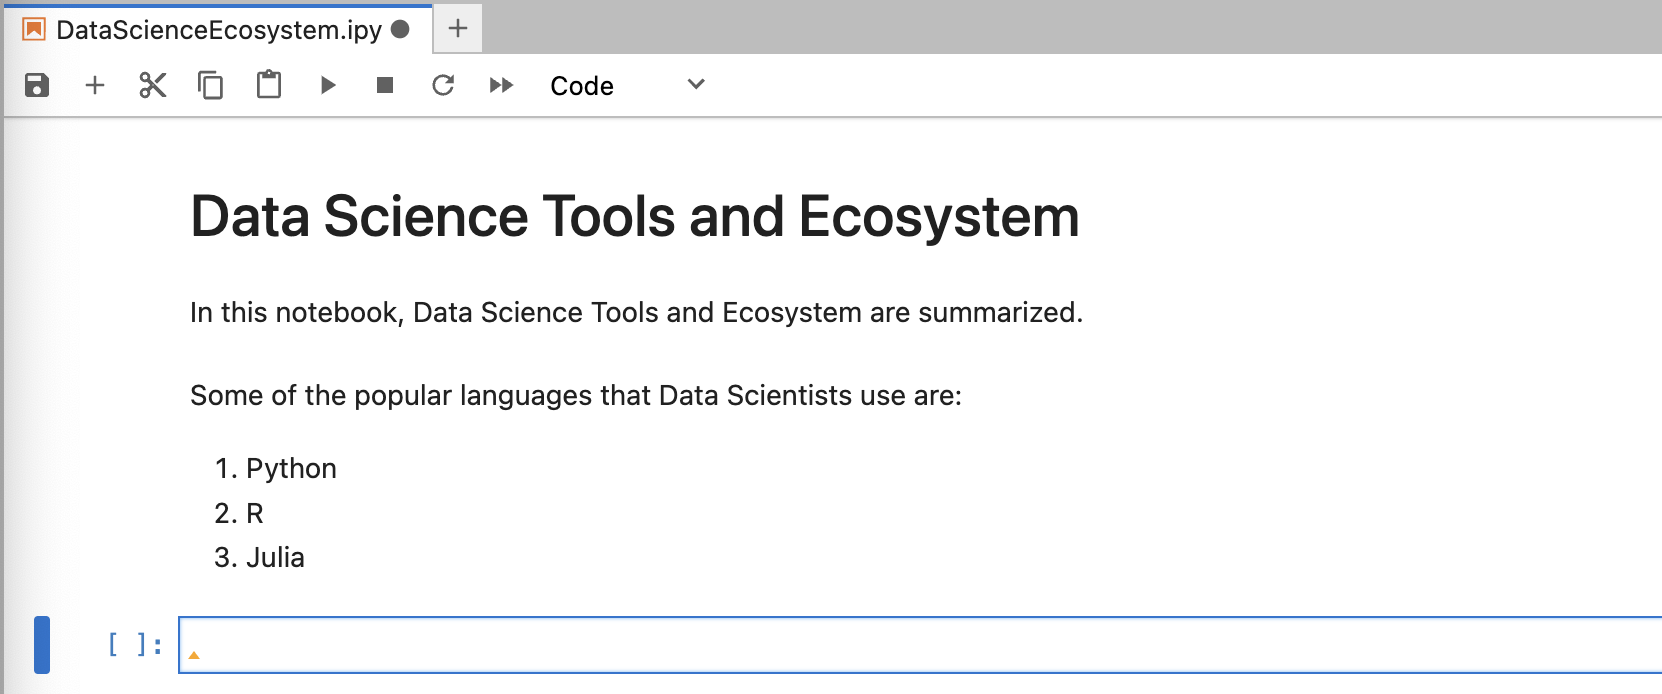 DataScienceEcosystem.ipy
Code
Data Science Tools and Ecosystem
In this notebook, Data Science Tools and Ecosystem are summarized.
Some of the popular languages that Data Scientists use are:
1. Python
2. R
3. Julia
[ ]: